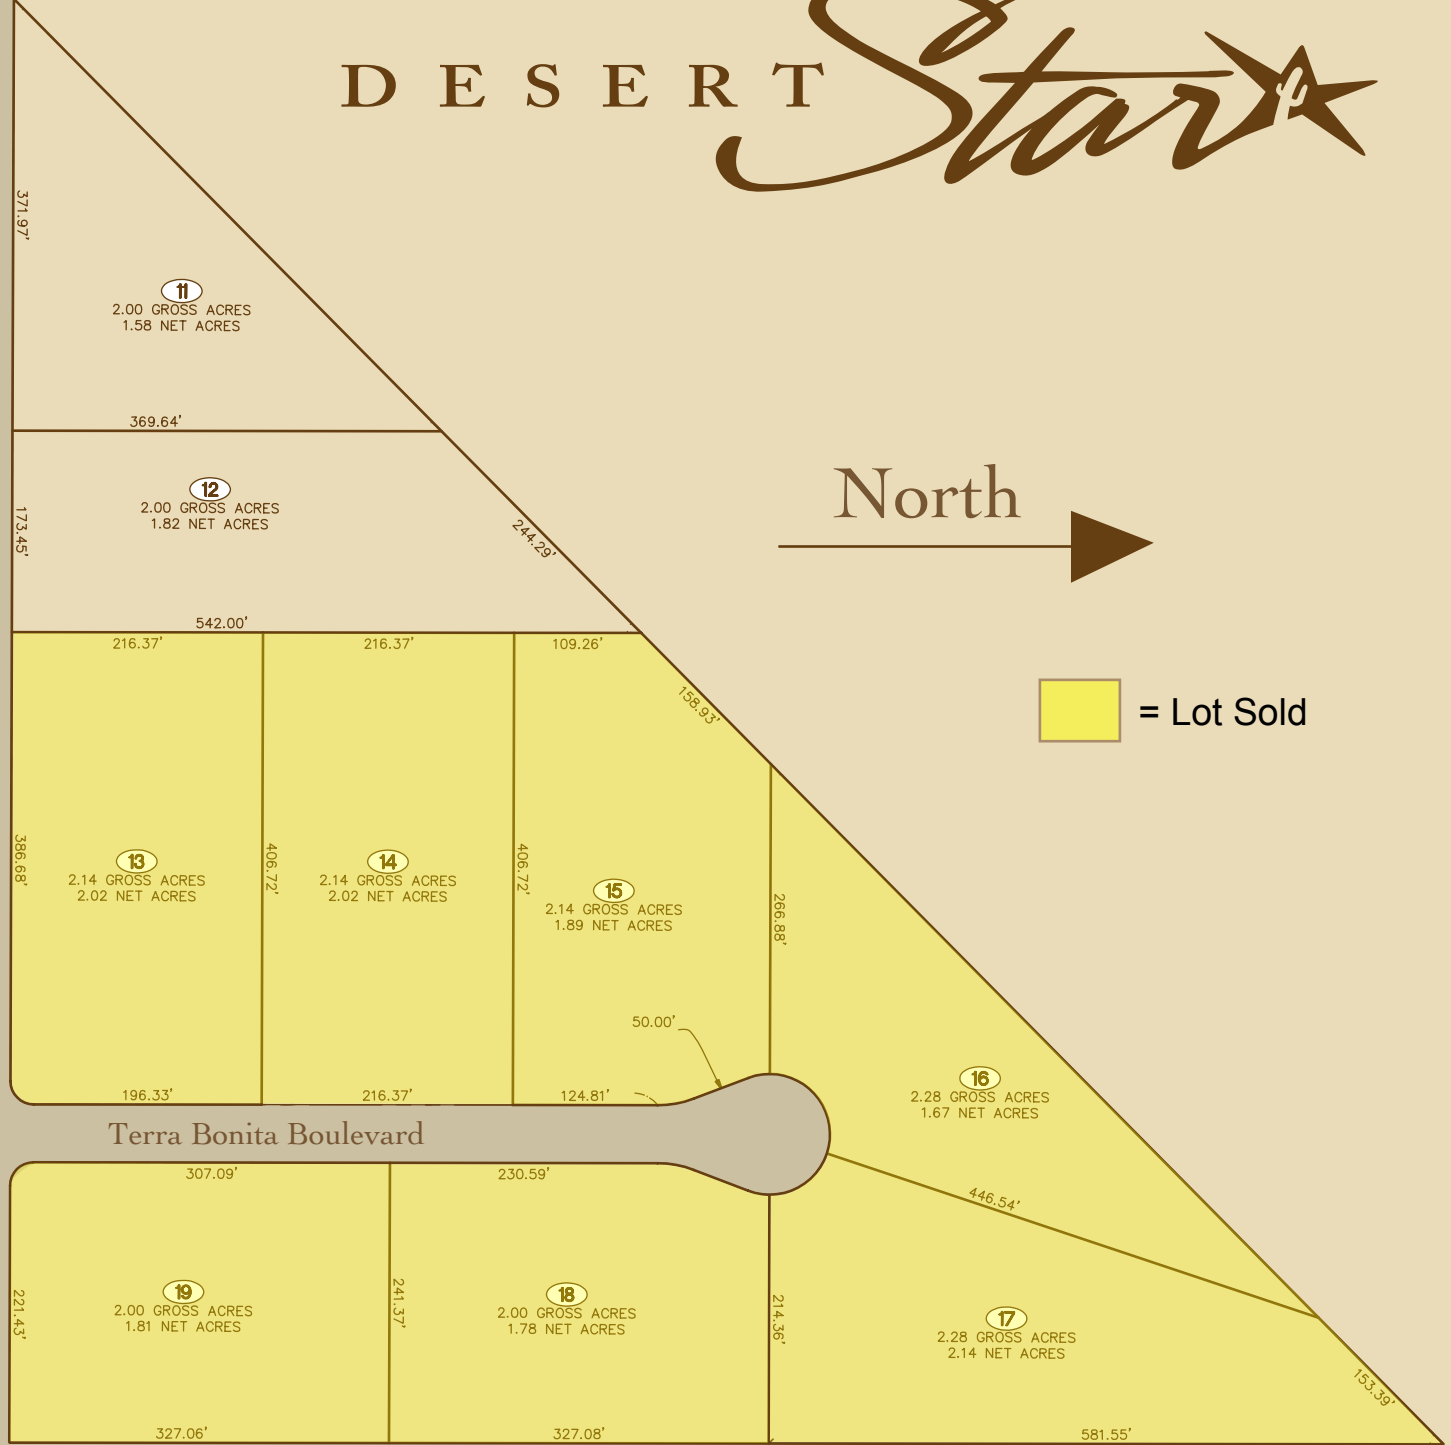 DESERT Star
371.97'
11
2.00 GROSS ACRES
1.58 NET ACRES
369.64'
North
12
2.00 GROSS ACRES
1.82 NET ACRES
173.45'
244.29'
542.00'
216.37'
216.37'
109.26'
158.93'
= Lot Sold
386.68'
13
2.14 GROSS ACRES
2.02 NET ACRES
406.72'
14
2.14 GROSS ACRES
2.02 NET ACRES
406.72'
15
2.14 GROSS ACRES
1.89 NET ACRES
266.88'
50.00'
16
2.28 GROSS ACRES
1.67 NET ACRES
196.33'
216.37'
124.81'
Terra Bonita Boulevard
307.09'
230.59'
446.54'
221.43'
19
2.00 GROSS ACRES
1.81 NET ACRES
241.37'
18
2.00 GROSS ACRES
1.78 NET ACRES
214.36'
17
2.28 GROSS ACRES
2.14 NET ACRES
153.39'
327.06'
327.08'
581.55'